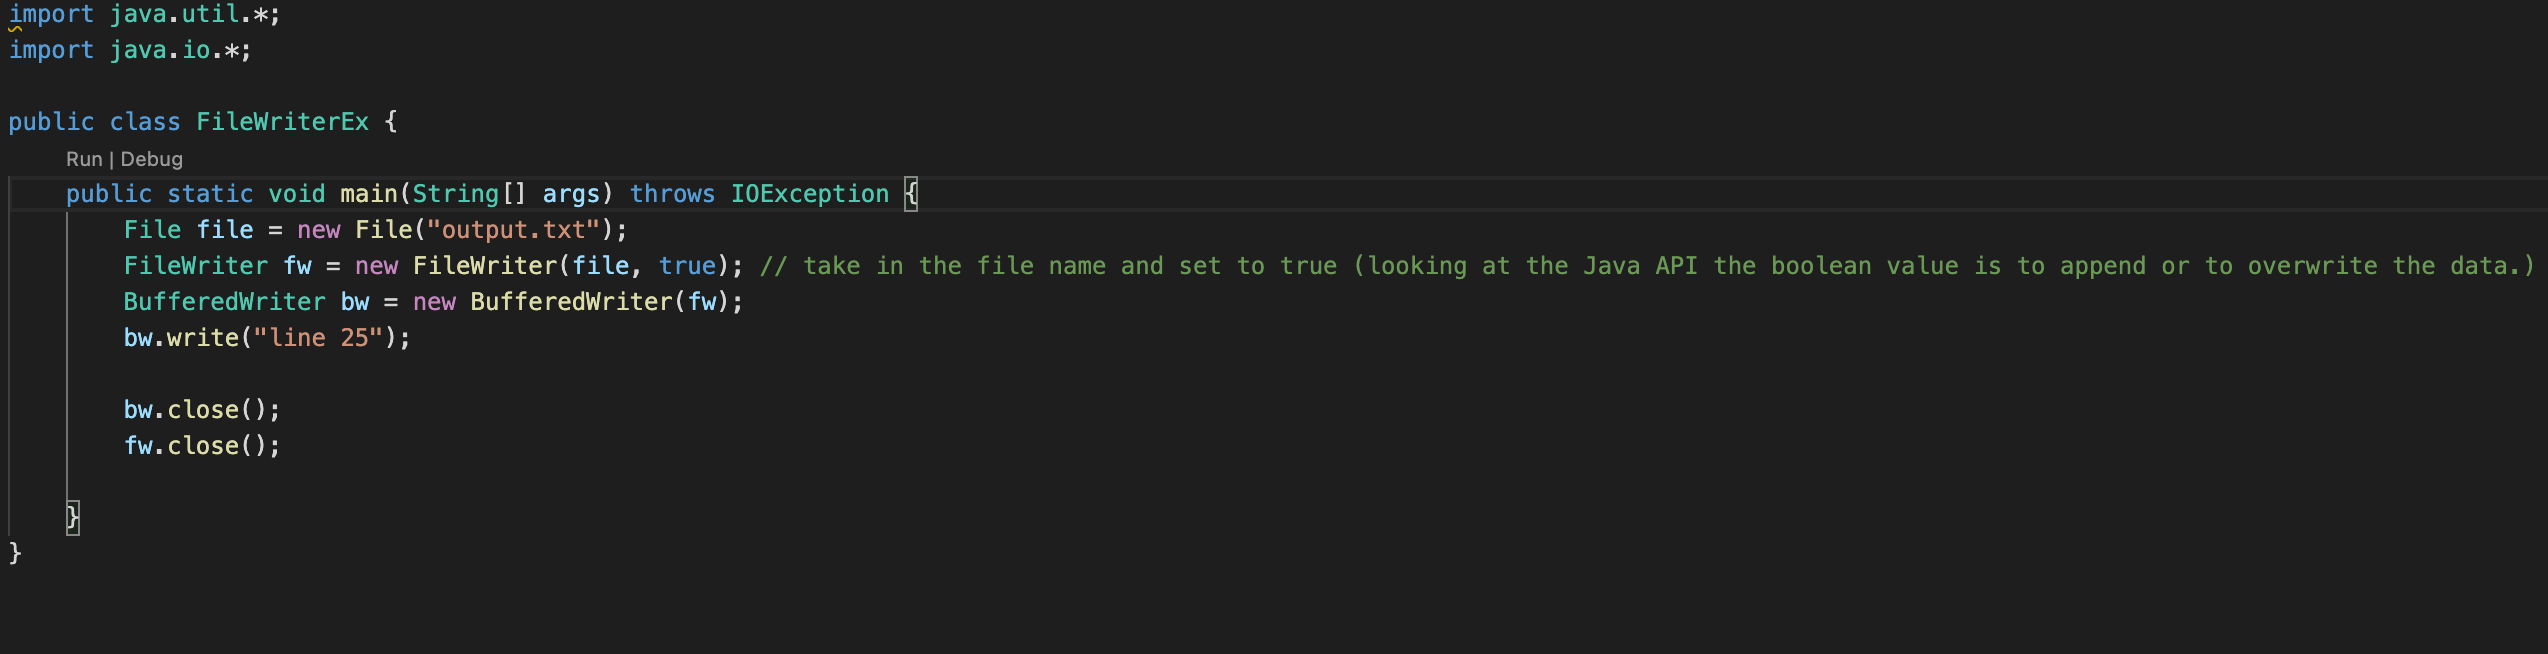 import java.util.*;
import java.io.*;
public class FileWriterEx {
Run | Debug
public static void main(String[] args) throws IOException {
File file = new File("output.txt");
FileWriter fw = new FileWriter(file, true); // take in the file name and set to true (looking at the Java API the boolean value is to append or to overwrite the data.)
BufferedWriter bw = new BufferedWriter(fw);
bw.write("line 25");
bw.close();
fw.close();
}
}